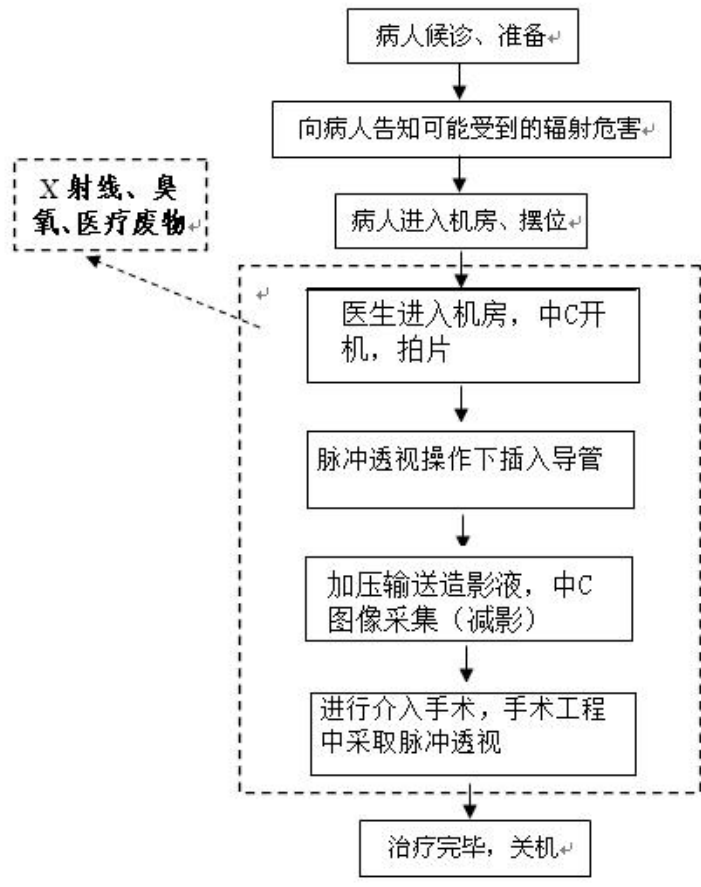 病人候诊、准备
向病人告知可能受到的辐射危害
X 射线、臭
氧、医疗废物
病人进入机房、摆位
医生进入机房，中C开
机，拍片
脉冲透视操作下插入导管
加压输送造影液，中C
图像采集（减影）
进行介入手术，手术工程
中采取脉冲透视
治疗完毕，关机